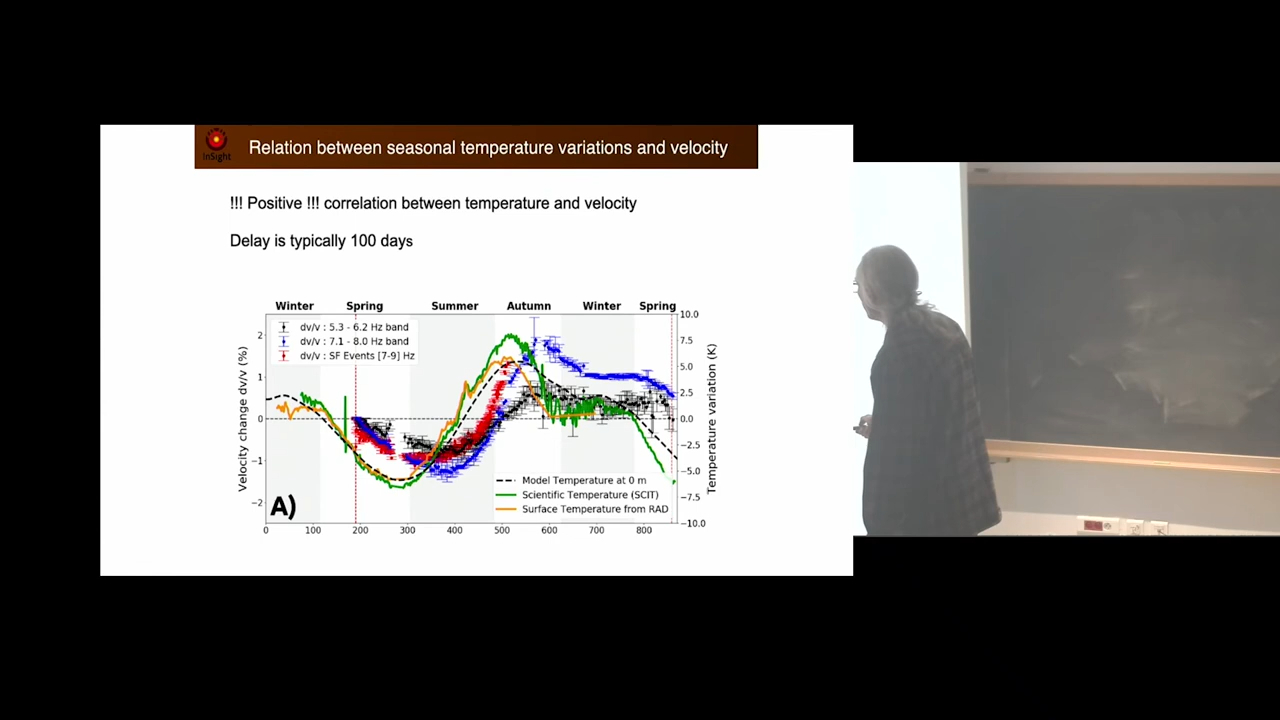 InSight
Relation between seasonal temperature variations and velocity
!!! Positive !!! correlation between temperature and velocity
Delay is typically 100 days
Winter Spring Summer Autumn Winter Spring
dv/v : 5.3 - 6.2 Hz band
dv/v : 7.1 - 8.0 Hz band
dv/v : SF Events [7-9] Hz
Velocity change dv/v (%)
2
1
0
−1
−2
10.0
7.5
5.0
2.5
0.0
−2.5
−5.0
−7.5
−10.0
Temperature variation (K)
Model Temperature at 0 m
Scientific Temperature (SCIT)
Surface Temperature from RAD
A)
0 100 200 300 400 500 600 700 800